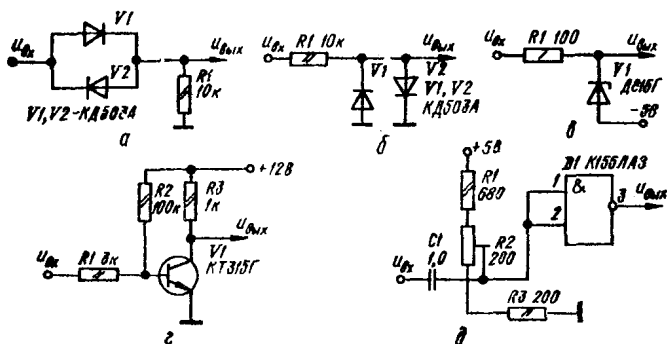 V1
Uвх
V2
Uвых
R1
10к
V1, V2-КД503А
а
Uвх
R1 10к
Uвых
V1
V2
V1, V2
КД503А
б
Uвх
R1 100
Uвых
V1
-5В
в
+12В
R2
100к
R3
1к
Uвых
V1
КТ315Г
Uвх
R1 3к
г
+5В
R1
680
R2
200
C1
1,0
Uвх
R3 200
D1 К155ЛА3
&
1
2
3
Uвых
д